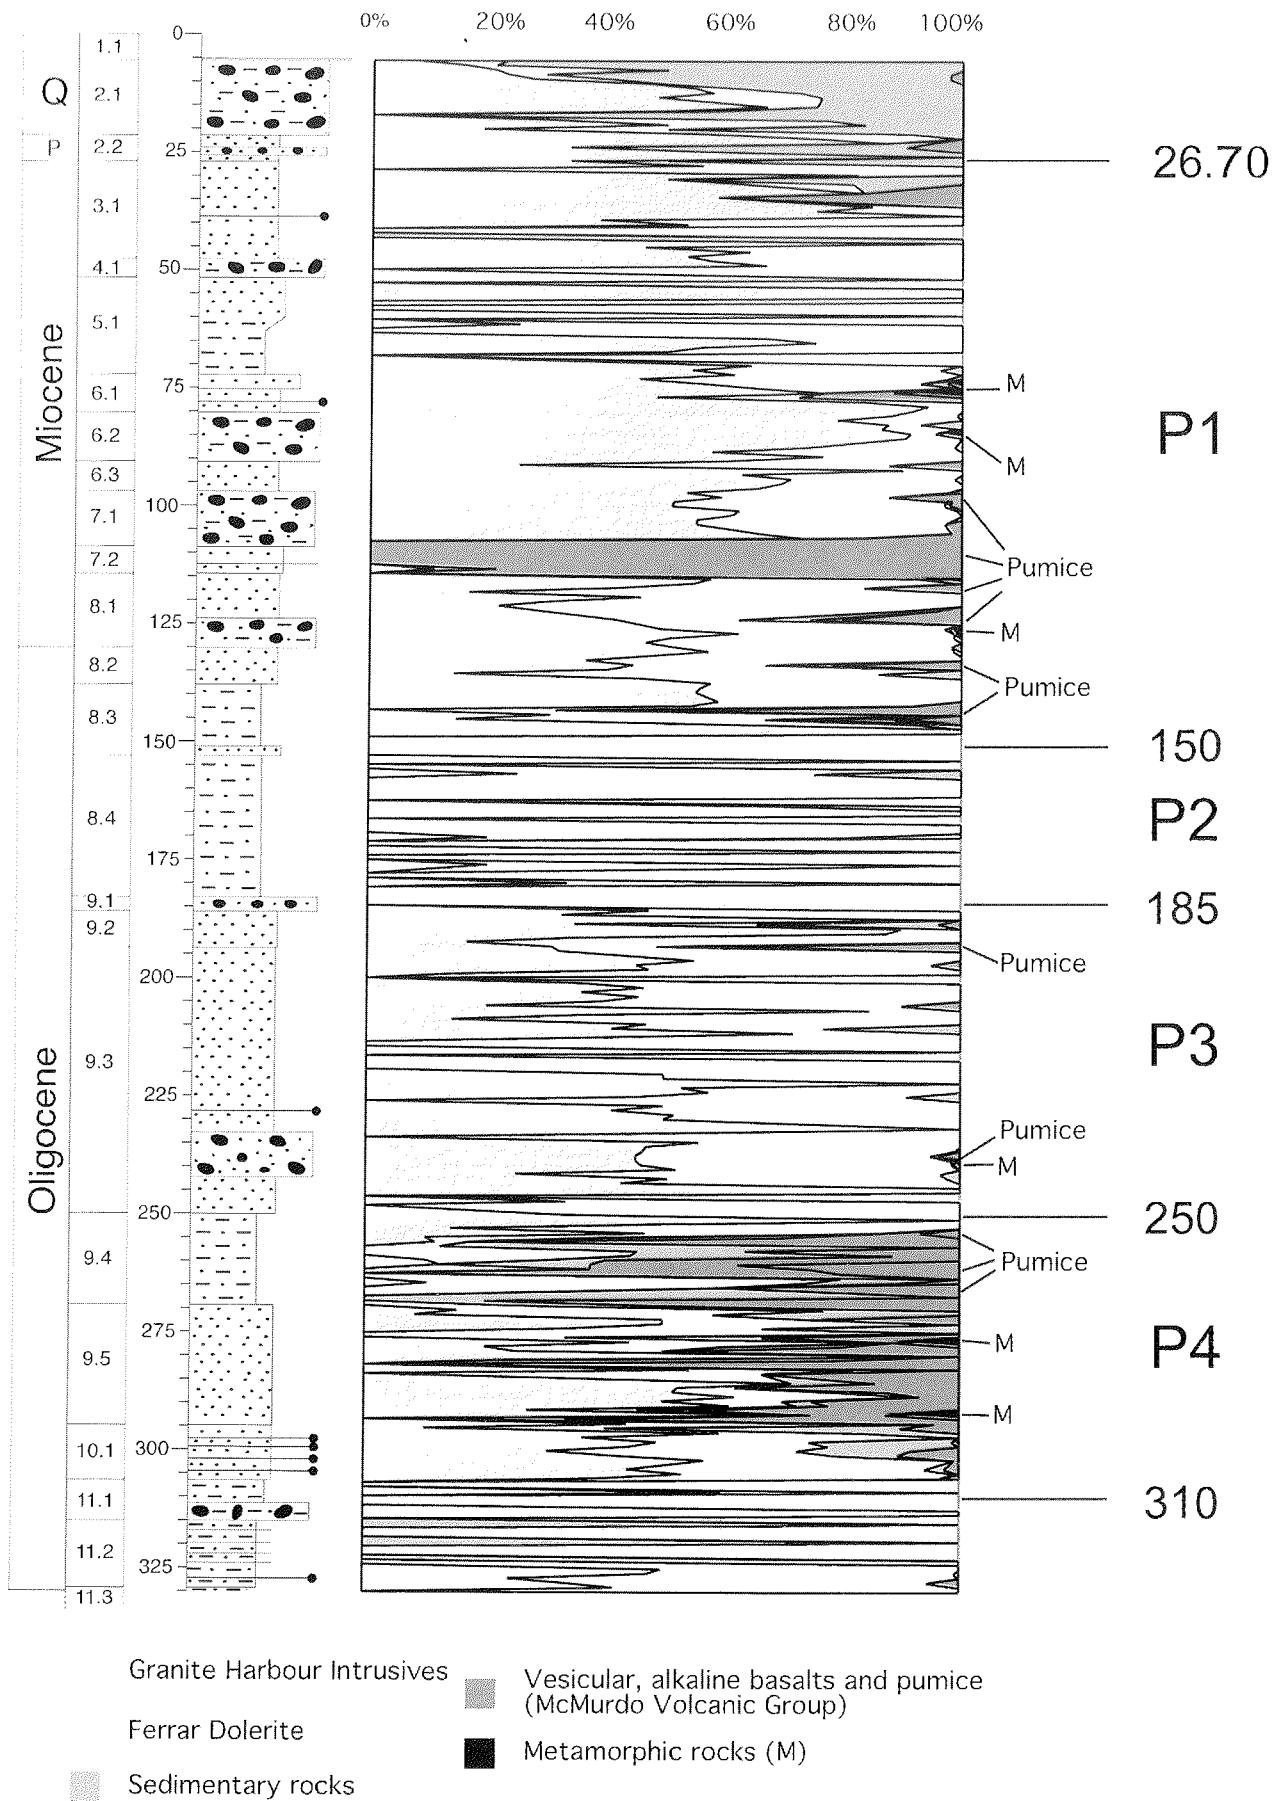 0% 20% 40% 60% 80% 100%
0
1.1
Q
2.1
P
2.2
25
26.70
3.1
4.1
50
5.1
Miocene
75
6.1
M
P1
6.2
M
6.3
100
7.1
7.2
Pumice
8.1
125
M
8.2
Pumice
8.3
150
150
8.4
P2
175
9.1
185
9.2
Pumice
200
9.3
P3
225
Pumice
M
Oligocene
250
250
9.4
Pumice
275
M
P4
9.5
M
10.1
300
11.1
310
11.2
325
11.3
Granite Harbour Intrusives
Ferrar Dolerite
Sedimentary rocks
Vesicular, alkaline basalts and pumice
(McMurdo Volcanic Group)
Metamorphic rocks (M)